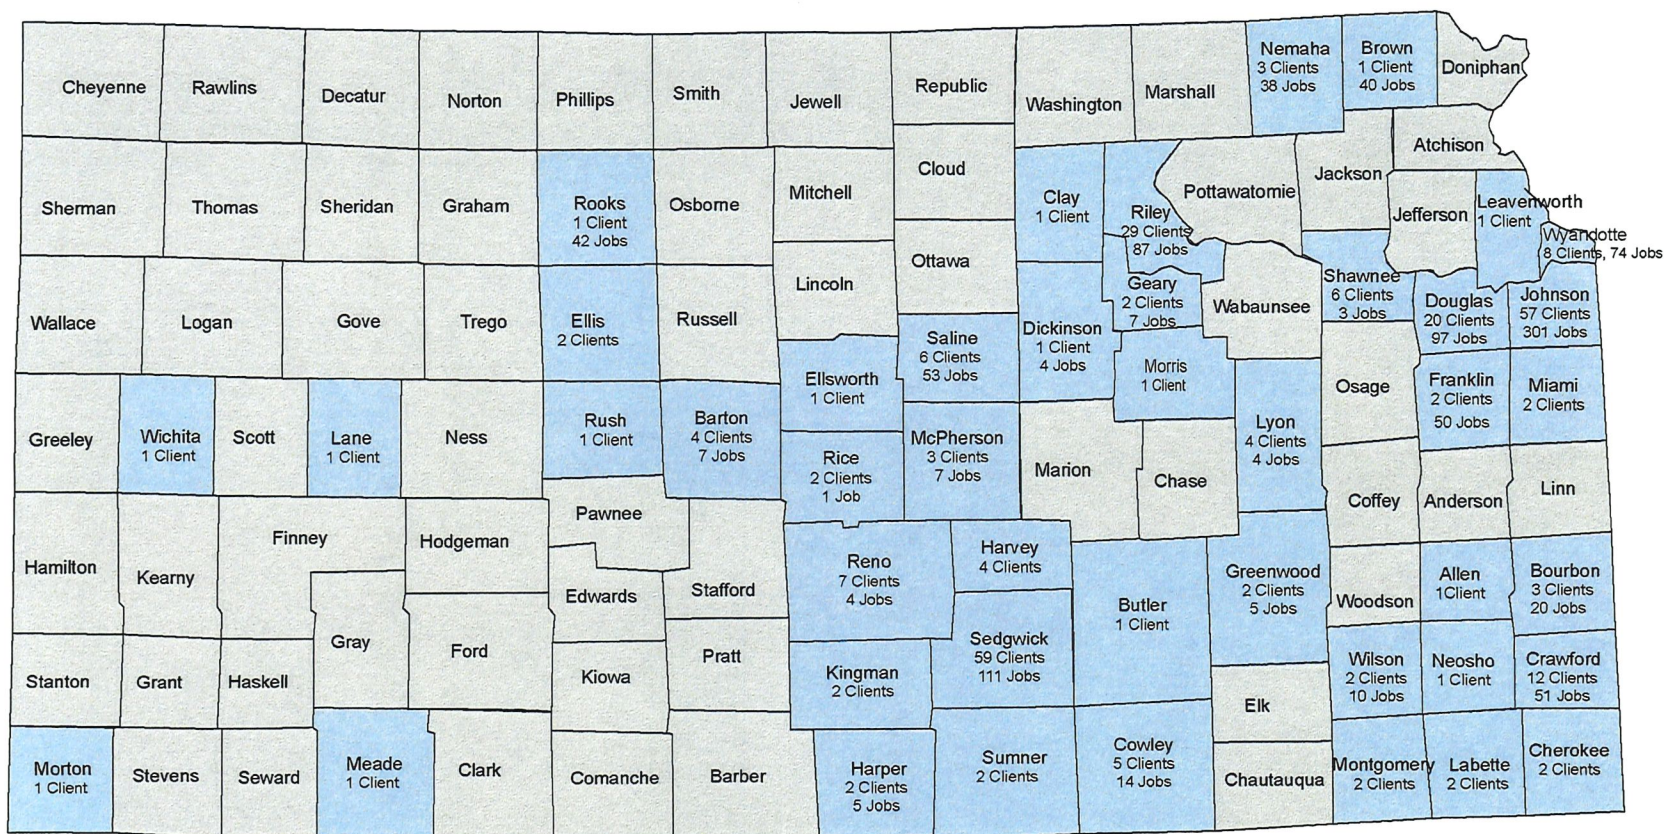 Cheyenne
Rawlins
Decatur
Norton
Phillips
Smith
Jewell
Republic
Washington
Marshall
Nemaha
3 Clients
38 Jobs
Brown
1 Client
40 Jobs
Doniphan
Sherman
Thomas
Sheridan
Graham
Rooks
1 Client
42 Jobs
Osborne
Mitchell
Cloud
Clay
1 Client
Riley
29 Clients
87 Jobs
Pottawatomie
Jackson
Atchison
Jefferson
Leavenworth
1 Client
Wyandotte
8 Clients, 74 Jobs
Wallace
Logan
Gove
Trego
Ellis
2 Clients
Russell
Lincoln
Ottawa
Saline
6 Clients
53 Jobs
Dickinson
1 Client
4 Jobs
Geary
2 Clients
7 Jobs
Wabaunsee
Shawnee
6 Clients
3 Jobs
Douglas
20 Clients
97 Jobs
Johnson
57 Clients
301 Jobs
Greeley
Wichita
1 Client
Scott
Lane
1 Client
Ness
Rush
1 Client
Barton
4 Clients
7 Jobs
Ellsworth
1 Client
Rice
2 Clients
1 Job
McPherson
3 Clients
7 Jobs
Marion
Morris
1 Client
Chase
Lyon
4 Clients
4 Jobs
Osage
Franklin
2 Clients
50 Jobs
Miami
2 Clients
Coffey
Anderson
Linn
Hamilton
Kearny
Finney
Hodgeman
Pawnee
Edwards
Stafford
Reno
7 Clients
4 Jobs
Harvey
4 Clients
Butler
1 Client
Greenwood
2 Clients
5 Jobs
Woodson
Allen
1Client
Bourbon
3 Clients
20 Jobs
Stanton
Grant
Haskell
Gray
Ford
Kiowa
Pratt
Kingman
2 Clients
Sedgwick
59 Clients
111 Jobs
Elk
Wilson
2 Clients
10 Jobs
Neosho
1 Client
Crawford
12 Clients
51 Jobs
Morton
1 Client
Stevens
Seward
Meade
1 Client
Clark
Comanche
Barber
Harper
2 Clients
5 Jobs
Sumner
2 Clients
Cowley
5 Clients
14 Jobs
Chautauqua
Montgomery
2 Clients
Labette
2 Clients
Cherokee
2 Clients